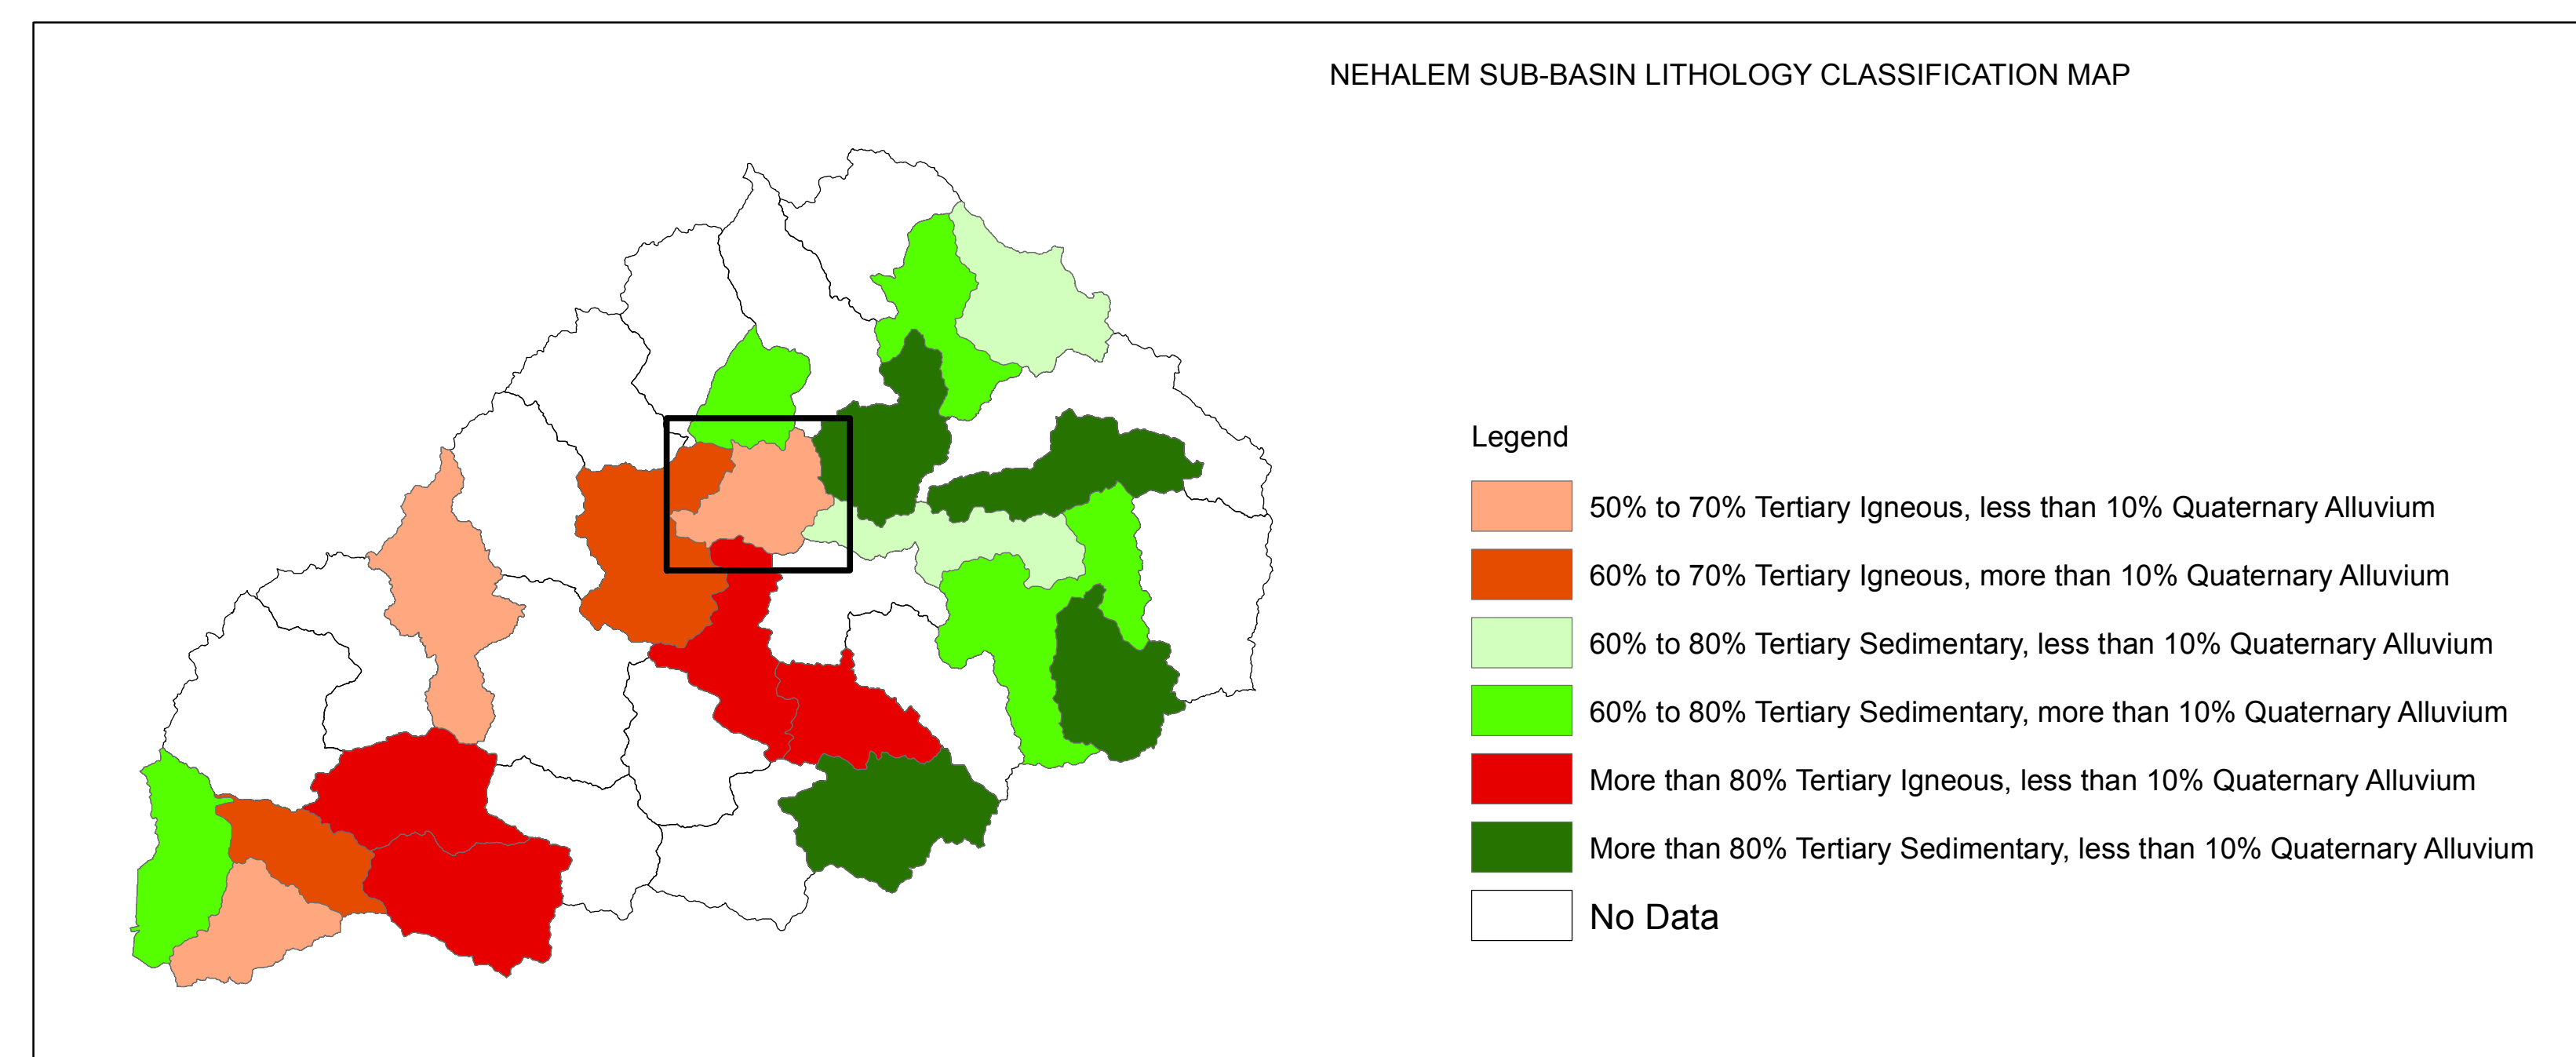 NEHALEM SUB-BASIN LITHOLOGY CLASSIFICATION MAP
Legend
50% to 70% Tertiary Igneous, less than 10% Quaternary Alluvium
60% to 70% Tertiary Igneous, more than 10% Quaternary Alluvium
60% to 80% Tertiary Sedimentary, less than 10% Quaternary Alluvium
60% to 80% Tertiary Sedimentary, more than 10% Quaternary Alluvium
More than 80% Tertiary Igneous, less than 10% Quaternary Alluvium
More than 80% Tertiary Sedimentary, less than 10% Quaternary Alluvium
No Data